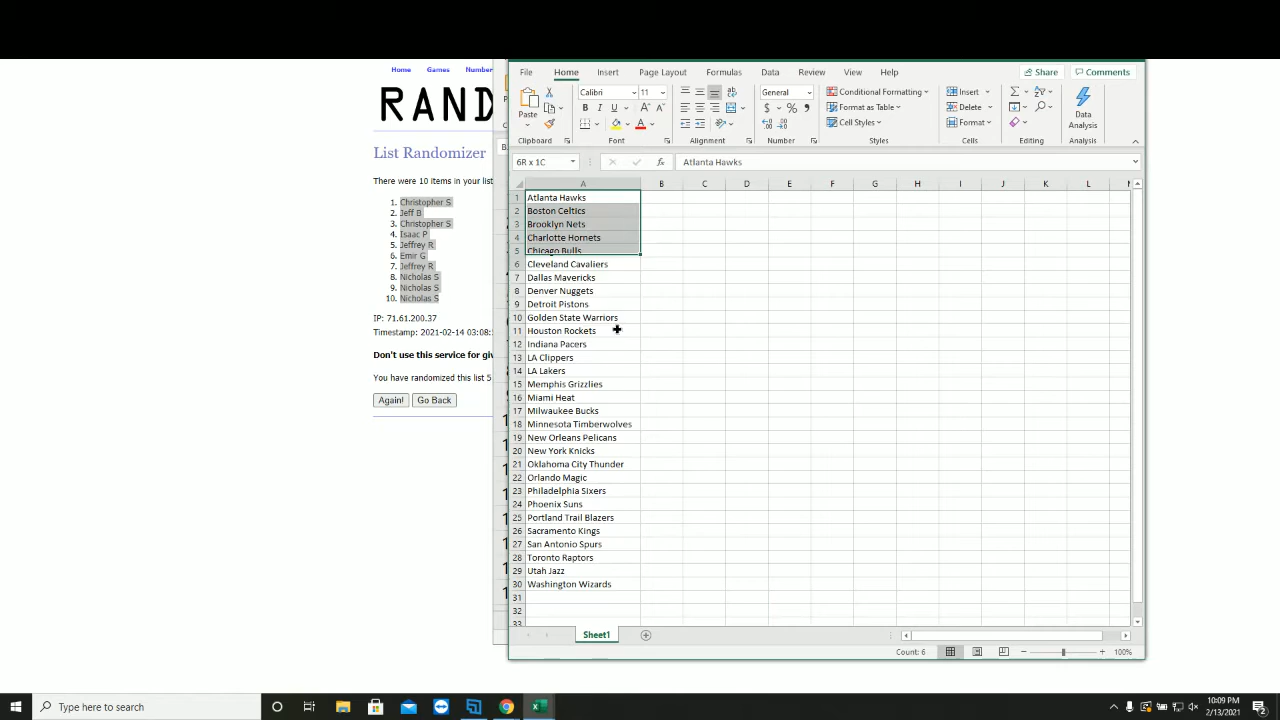 Home Games Number
RAND
List Randomizer
There were 10 items in your list
1. Christopher S
2. Jeff B
3. Christopher S
4. Isaac P
5. Jeffrey R
6. Emir G
7. Jeffrey R
8. Nicholas S
9. Nicholas S
10. Nicholas S
IP: 71.61.200.37
Timestamp: 2021-02-14 03:08:
Don't use this service for giv
You have randomized this list 5
Again! Go Back
File Home Insert Page Layout Formulas Data Review View Help Share Comments
Paste
Calibri 11
B I U
General
$ % 9
Conditional Formatting
Format as Table
Cell Styles
Insert
Delete
Format
Data Analysis
Clipboard Font Alignment Number Styles Cells Editing Analysis
6R x 1C fx Atlanta Hawks
A B C D E F G H I J K L
1 Atlanta Hawks
2 Boston Celtics
3 Brooklyn Nets
4 Charlotte Hornets
5 Chicago Bulls
6 Cleveland Cavaliers
7 Dallas Mavericks
8 Denver Nuggets
9 Detroit Pistons
10 Golden State Warriors
11 Houston Rockets
12 Indiana Pacers
13 LA Clippers
14 LA Lakers
15 Memphis Grizzlies
16 Miami Heat
17 Milwaukee Bucks
18 Minnesota Timberwolves
19 New Orleans Pelicans
20 New York Knicks
21 Oklahoma City Thunder
22 Orlando Magic
23 Philadelphia Sixers
24 Phoenix Suns
25 Portland Trail Blazers
26 Sacramento Kings
27 San Antonio Spurs
28 Toronto Raptors
29 Utah Jazz
30 Washington Wizards
31
32
33
Sheet1
Count: 6 100%
Type here to search
10:09 PM
2/13/2021
2